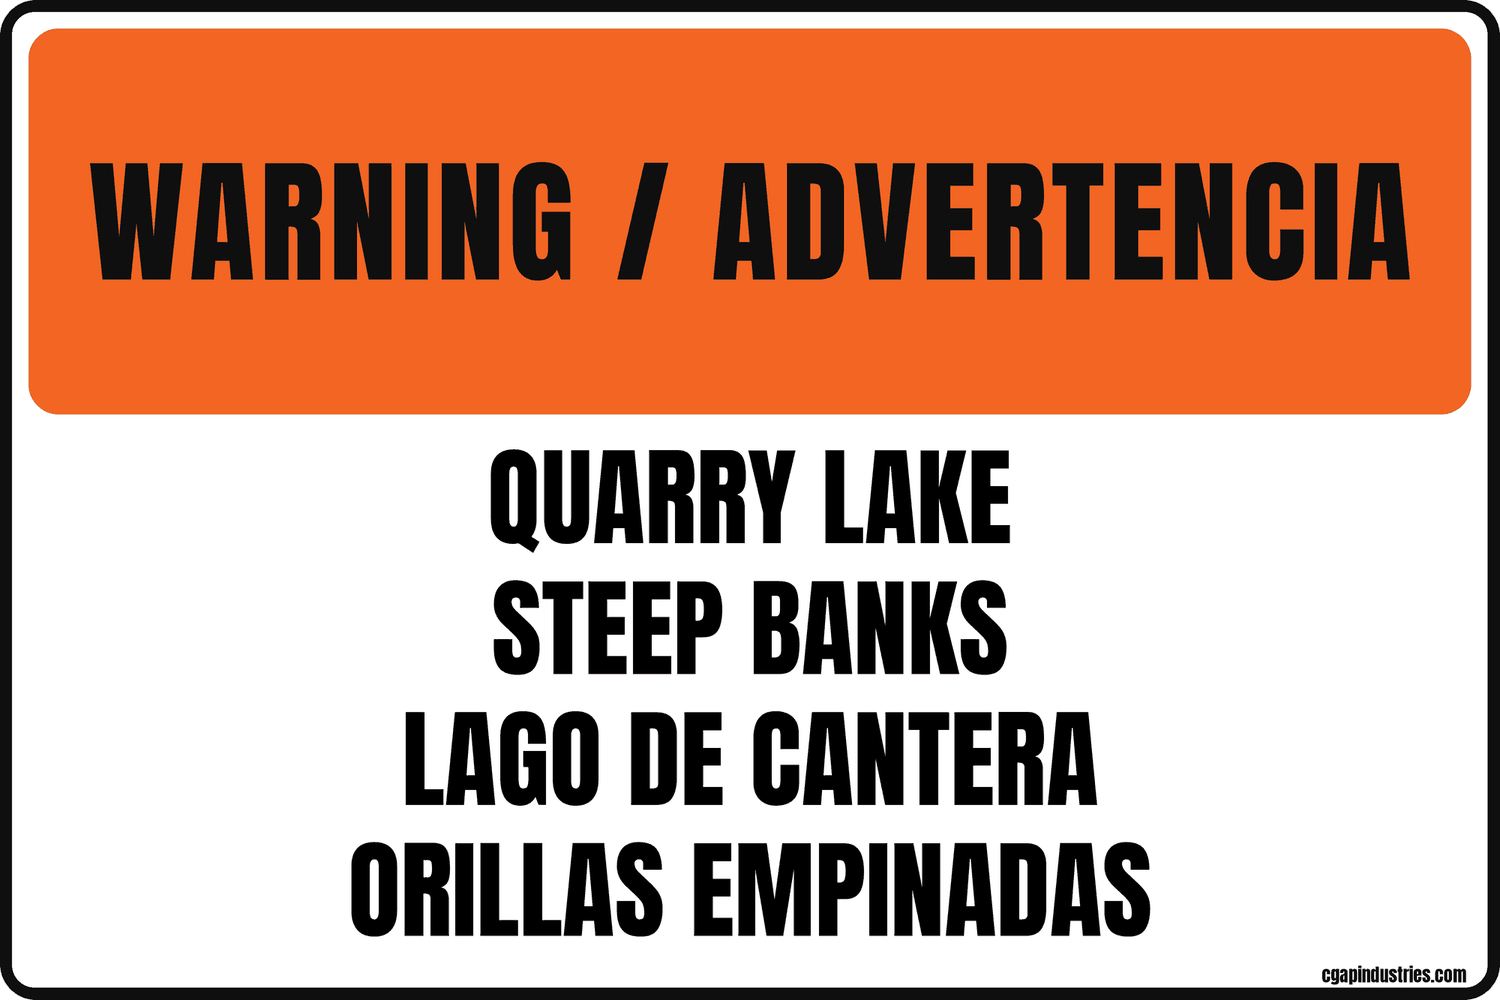 WARNING / ADVERTENCIA
QUARRY LAKE
STEEP BANKS
LAGO DE CANTERA
ORILLAS EMPINADAS
cgapindustries.com